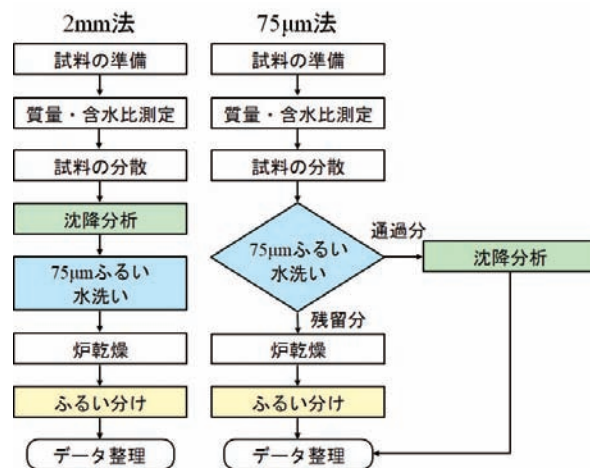 2mm法
試料の準備
質量・含水比測定
試料の分散
沈降分析
75μmふるい
水洗い
炉乾燥
ふるい分け
データ整理
75μm法
試料の準備
質量・含水比測定
試料の分散
75μmふるい
水洗い
通過分
沈降分析
残留分
炉乾燥
ふるい分け
データ整理